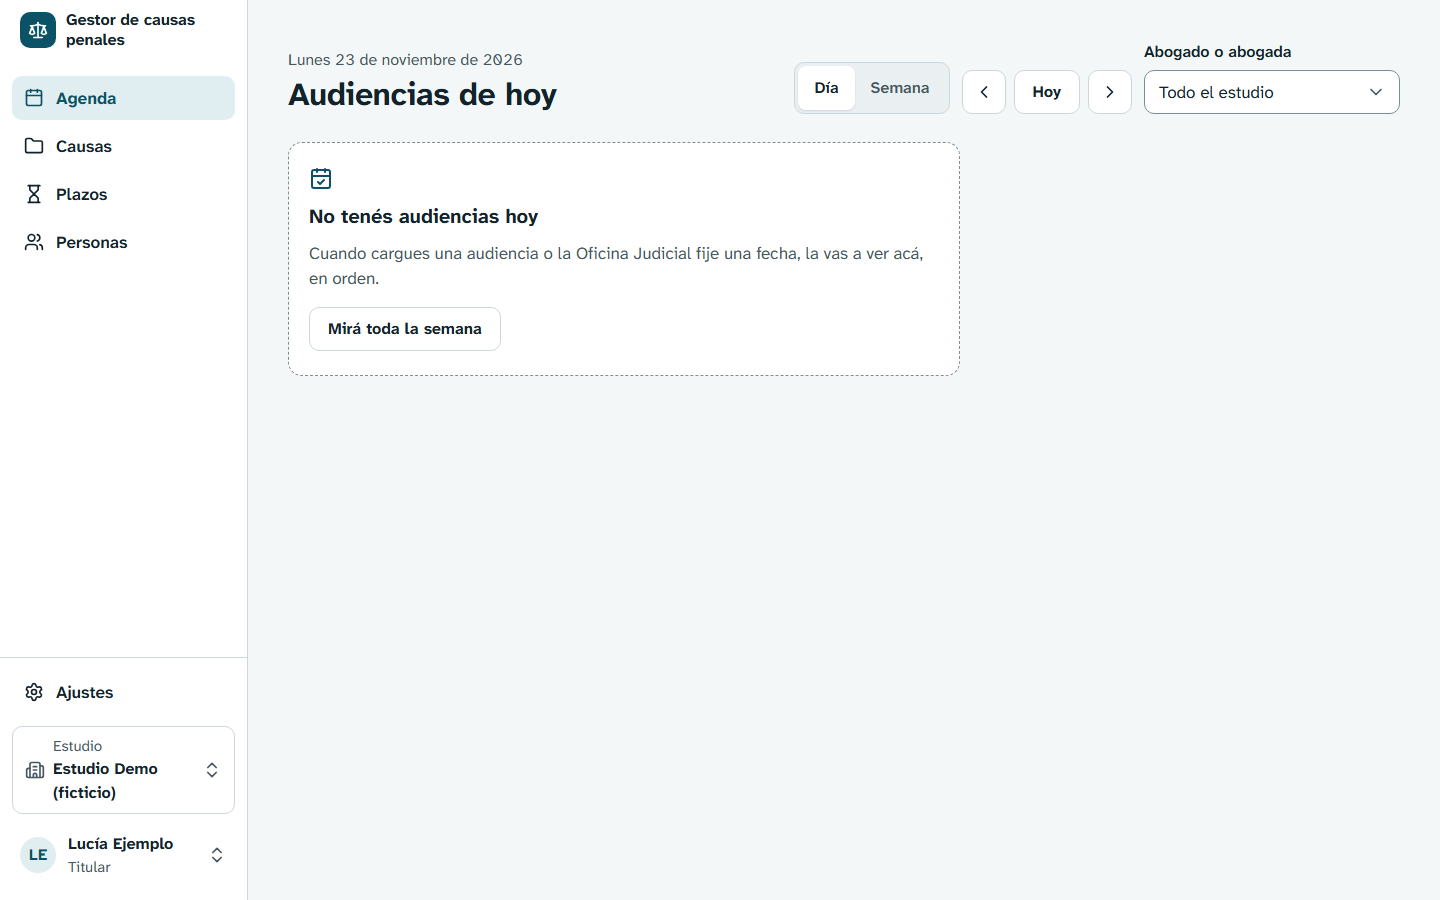 Gestor de causas
penales
Agenda
Causas
Plazos
Personas
Ajustes
Estudio
Estudio Demo
(ficticio)
LE
Lucía Ejemplo
Titular
Lunes 23 de noviembre de 2026
Audiencias de hoy
Día
Semana
Hoy
Abogado o abogada
Todo el estudio
No tenés audiencias hoy
Cuando cargues una audiencia o la Oficina Judicial fije una fecha, la vas a ver acá,
en orden.
Mirá toda la semana